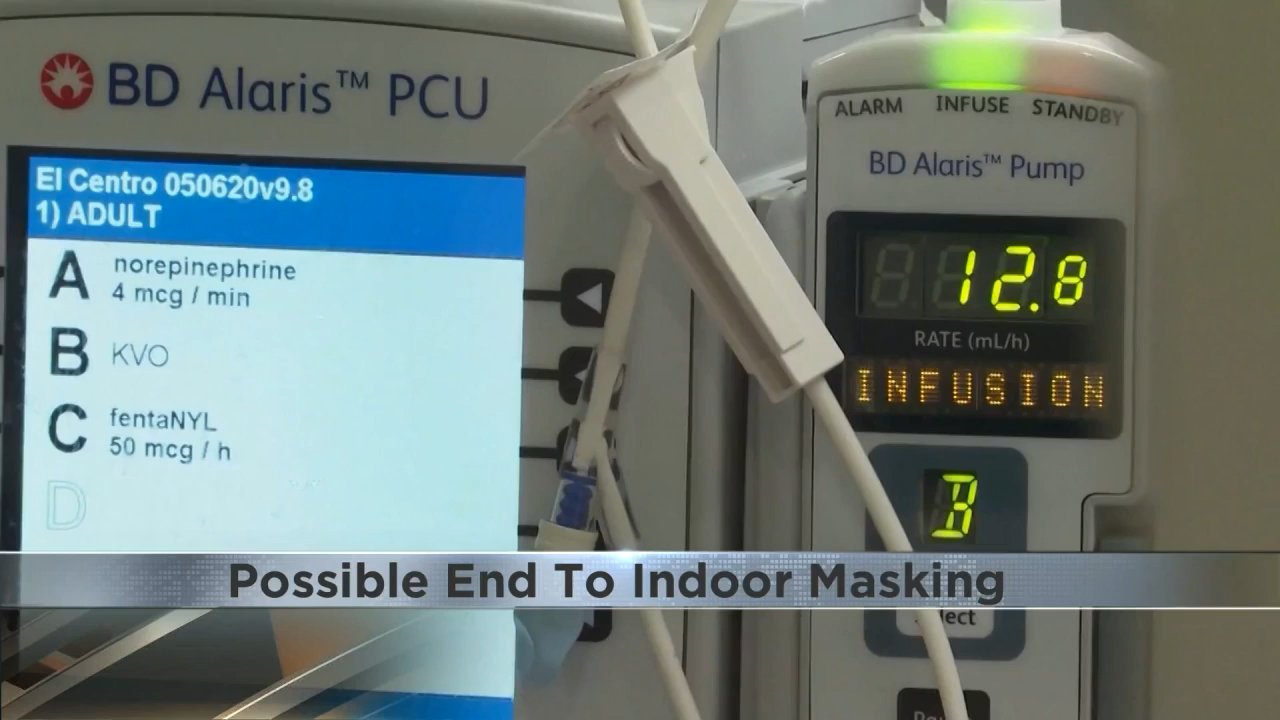 BD Alaris™ PCU
El Centro 050620v9.8
1) ADULT
A norepinephrine
4 mcg / min
B KVO
C fentaNYL
50 mcg / h
D
ALARM INFUSE STANDBY
BD Alaris™ Pump
12.8
RATE (mL/h)
INFUSION
B
Possible End To Indoor Masking